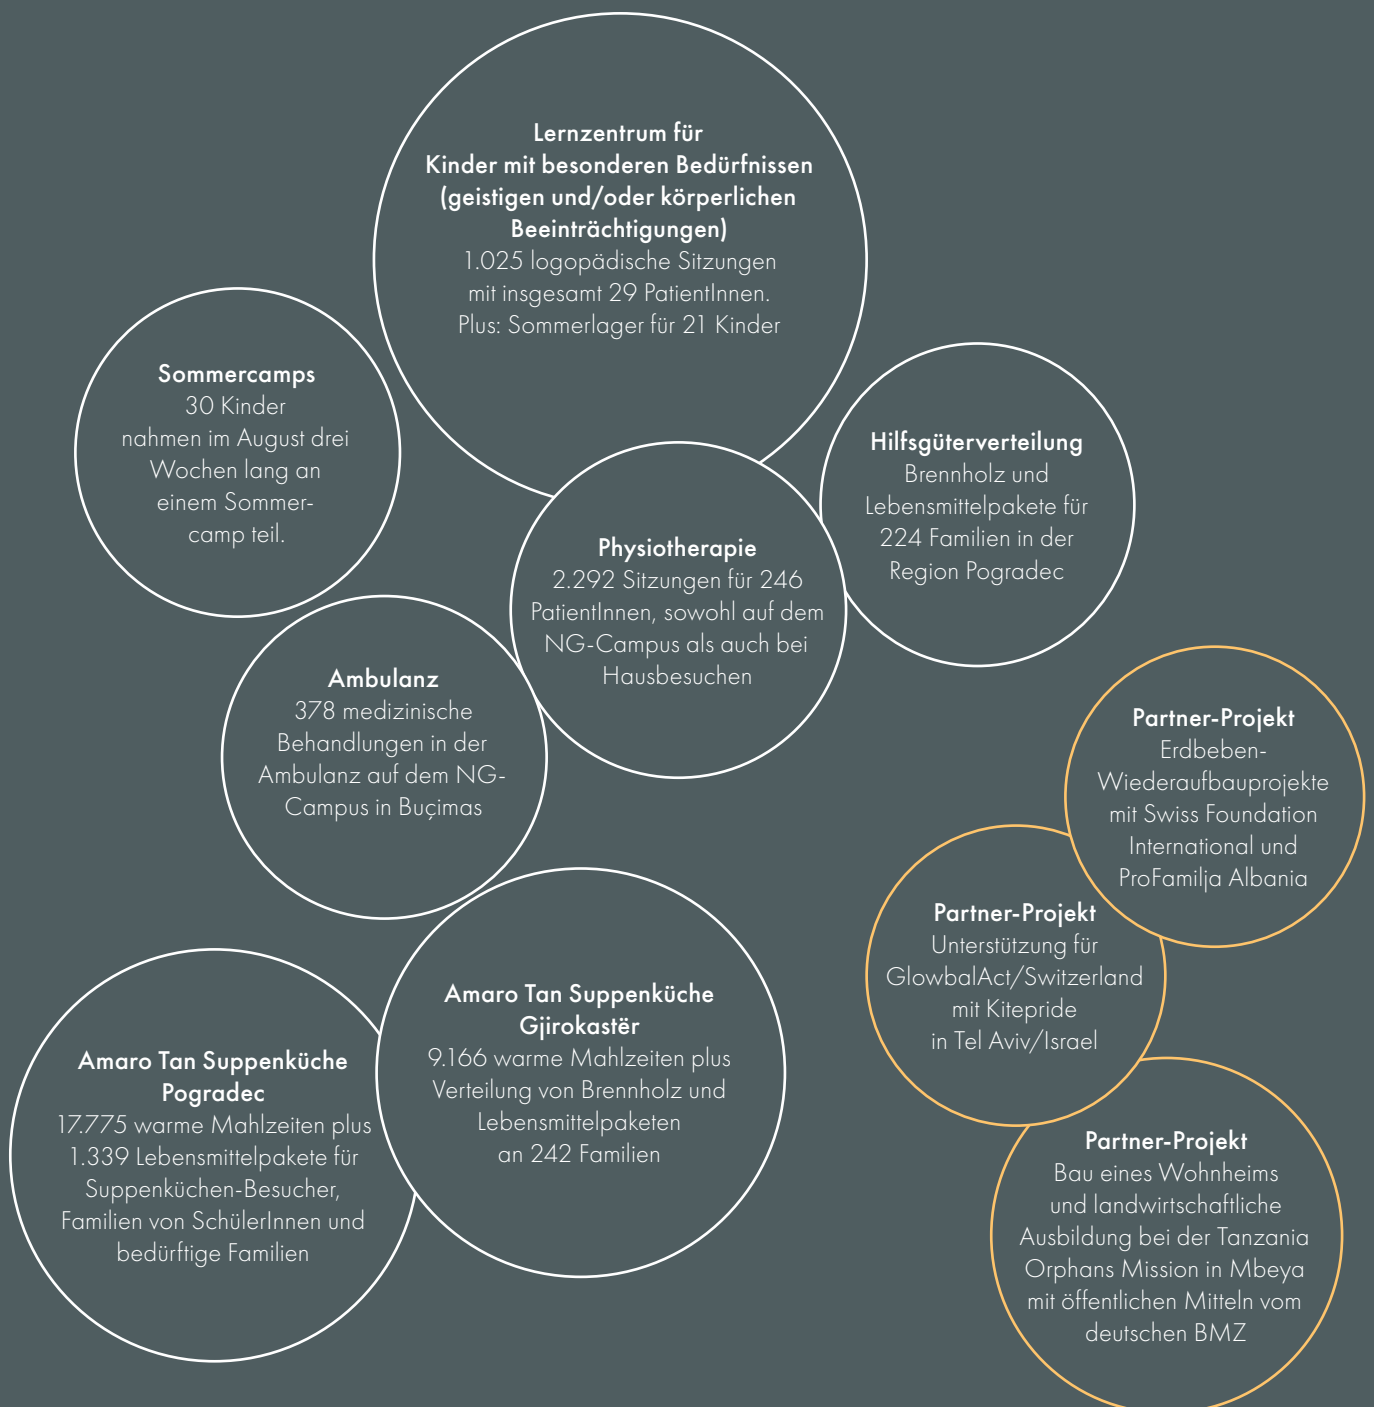 Lernzentrum für
Kinder mit besonderen Bedürfnissen
(geistigen und/oder körperlichen
Beeinträchtigungen)
1.025 logopädische Sitzungen
mit insgesamt 29 PatientInnen.
Plus: Sommerlager für 21 Kinder
Sommercamps
30 Kinder
nahmen im August drei
Wochen lang an
einem Sommer-
camp teil.
Hilfsgüterverteilung
Brennholz und
Lebensmittelpakete für
224 Familien in der
Region Pogradec
Physiotherapie
2.292 Sitzungen für 246
PatientInnen, sowohl auf dem
NG-Campus als auch bei
Hausbesuchen
Ambulanz
378 medizinische
Behandlungen in der
Ambulanz auf dem NG-
Campus in Buçimas
Partner-Projekt
Erdbeben-
Wiederaufbauprojekte
mit Swiss Foundation
International und
ProFamilja Albania
Partner-Projekt
Unterstützung für
GlowbalAct/Switzerland
mit Kitepride
in Tel Aviv/Israel
Amaro Tan Suppenküche
Gjirokastër
9.166 warme Mahlzeiten plus
Verteilung von Brennholz und
Lebensmittelpaketen
an 242 Familien
Amaro Tan Suppenküche
Pogradec
17.775 warme Mahlzeiten plus
1.339 Lebensmittelpakete für
Suppenküchen-Besucher,
Familien von SchülerInnen und
bedürftige Familien
Partner-Projekt
Bau eines Wohnheims
und landwirtschaftliche
Ausbildung bei der Tanzania
Orphans Mission in Mbeya
mit öffentlichen Mitteln vom
deutschen BMZ